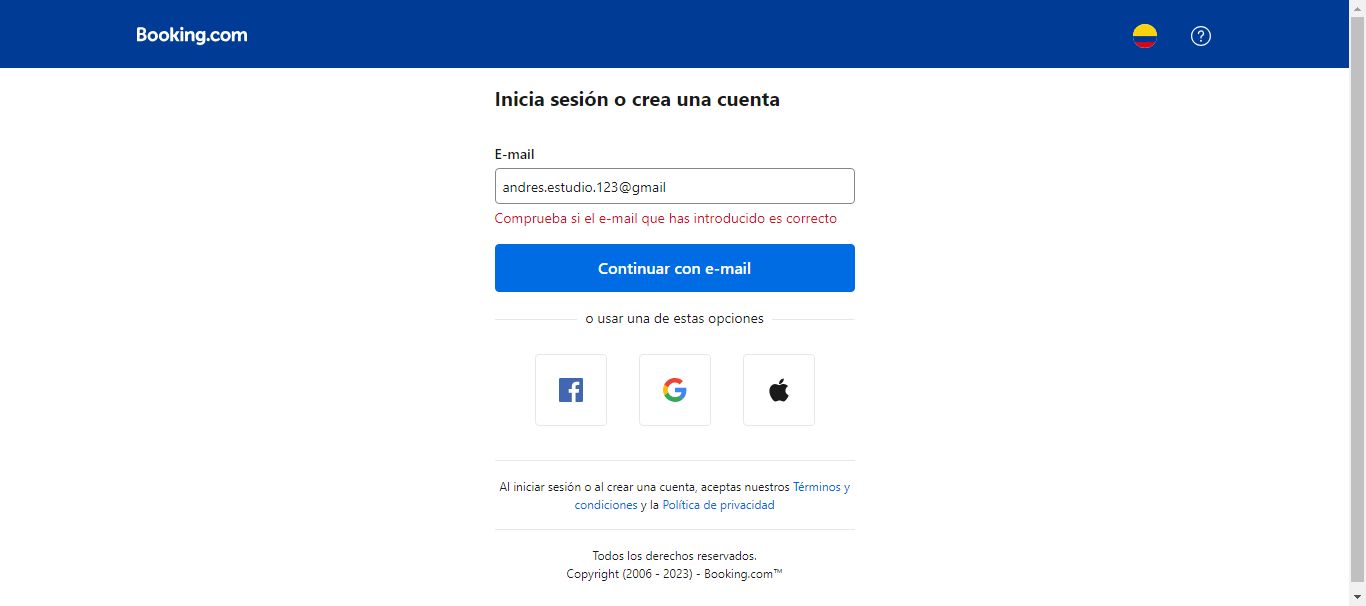 Booking.com
Inicia sesión o crea una cuenta
E-mail
andres.estudio.123@gmail
Comprueba si el e-mail que has introducido es correcto
Continuar con e-mail
o usar una de estas opciones
Al iniciar sesión o al crear una cuenta, aceptas nuestros Términos y
condiciones y la Política de privacidad
Todos los derechos reservados.
Copyright (2006 - 2023) - Booking.com™